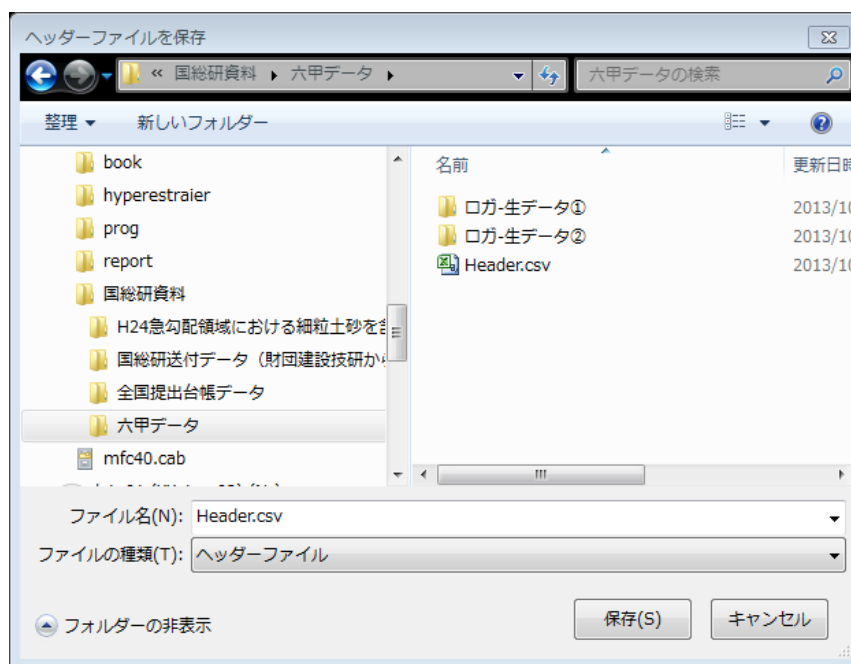 ヘッダーファイルを保存
« 国総研資料 ▸ 六甲データ ▸
六甲データの検索
整理 ▼ 新しいフォルダー
book
hyperestraier
prog
report
国総研資料
H24急勾配領域における細粒土砂を含
国総研送付データ（財団建設技研から
全国提出台帳データ
六甲データ
mfc40.cab
名前 更新日時
ロガ-生データ① 2013/10
ロガ-生データ② 2013/10
Header.csv 2013/10
ファイル名(N): Header.csv
ファイルの種類(T): ヘッダーファイル
フォルダーの非表示
保存(S) キャンセル